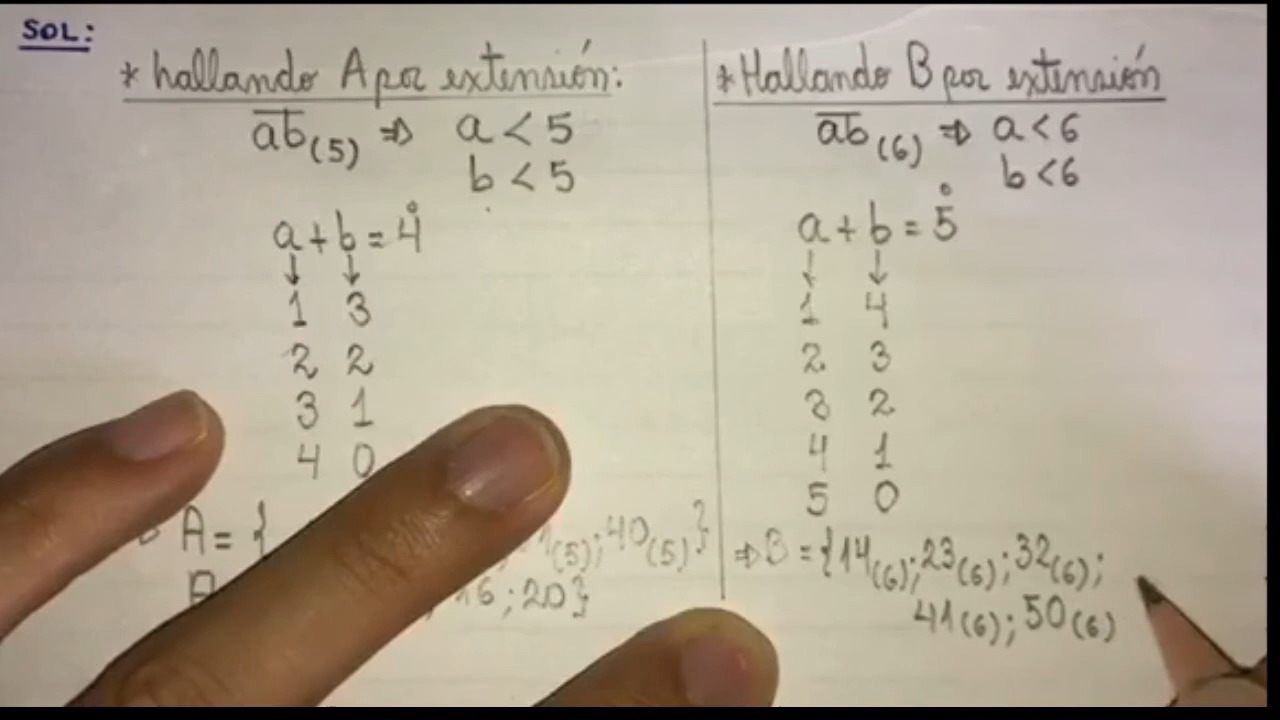 SOL:
* hallando A por extensión:
ab(5) ⇒ a < 5
b < 5
a + b = 4°
1 3
2 2
3 1
4 0
A = {
1(5); 40(5)}
16; 20}
* Hallando B por extensión
ab(6) ⇒ a < 6
b < 6
a + b = 5°
1 4
2 3
3 2
4 1
5 0
⇒ B = {14(6); 23(6); 32(6);
41(6); 50(6)